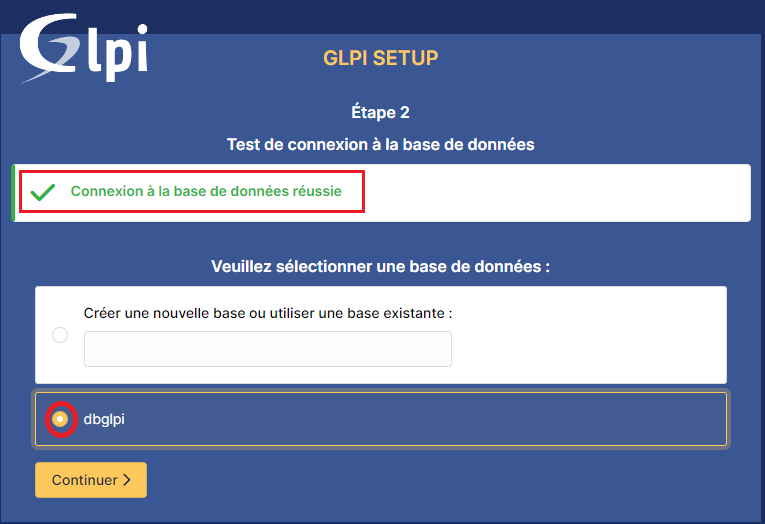 Glpi
GLPI SETUP
Étape 2
Test de connexion à la base de données
Connexion à la base de données réussie
Veuillez sélectionner une base de données :
Créer une nouvelle base ou utiliser une base existante :
dbglpi
Continuer